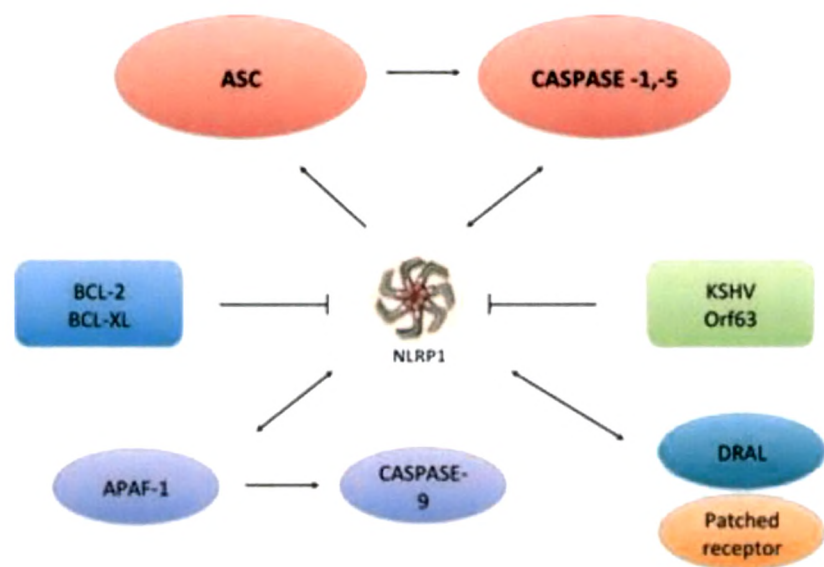 ASC
CASPASE -1,-5
BCL-2
BCL-XL
KSHV
Orf63
NLRP1
DRAL
APAF-1
CASPASE-
9
Patched
receptor